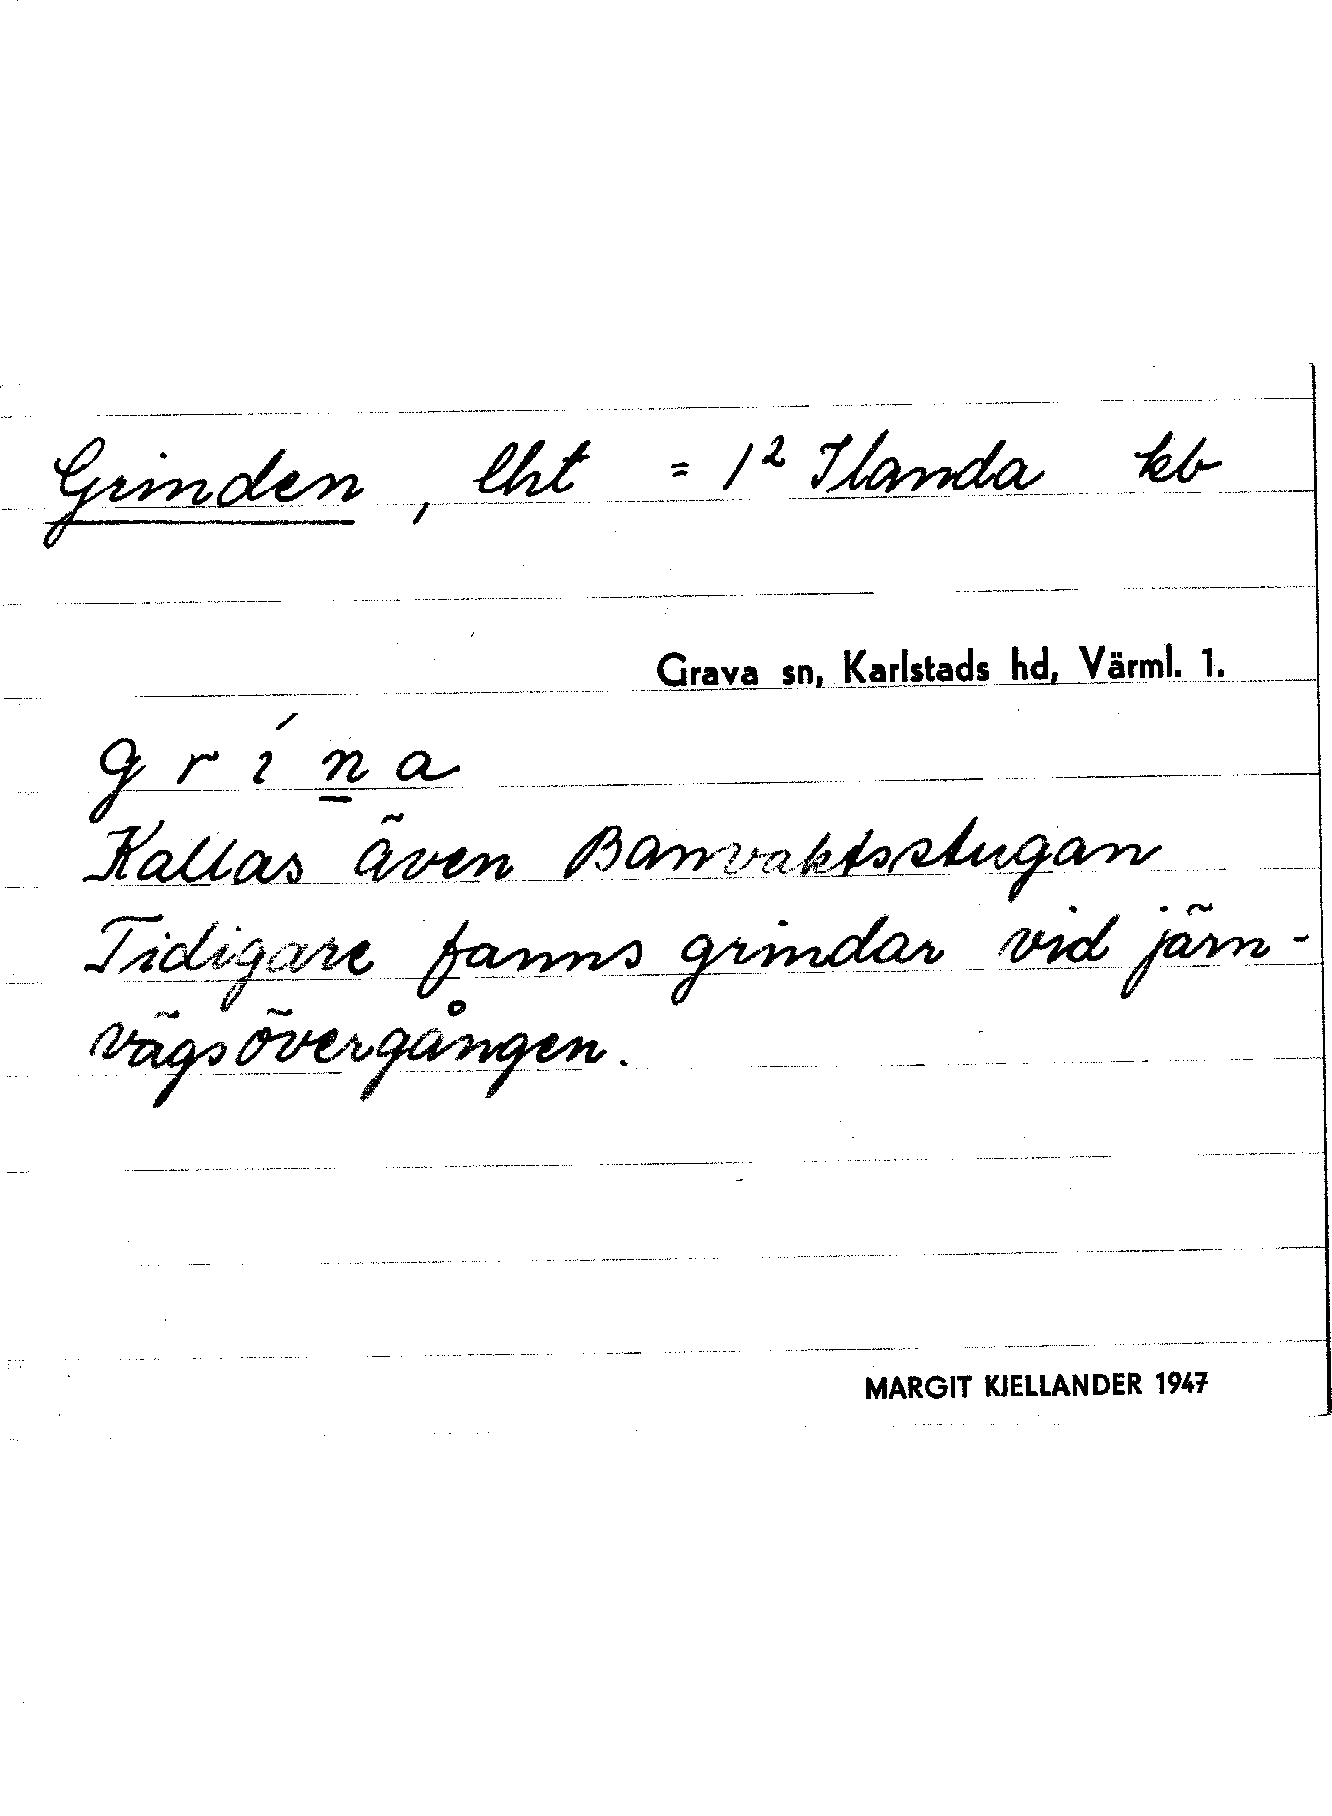 Grinden, lht = 1² Ilanda kb
Grava sn, Karlstads hd, Värml. 1.
g r í n a
Kallas även Banvaktsstugan
Tidigare fanns grindar vid järn-
vägsövergången.
MARGIT KJELLANDER 1947